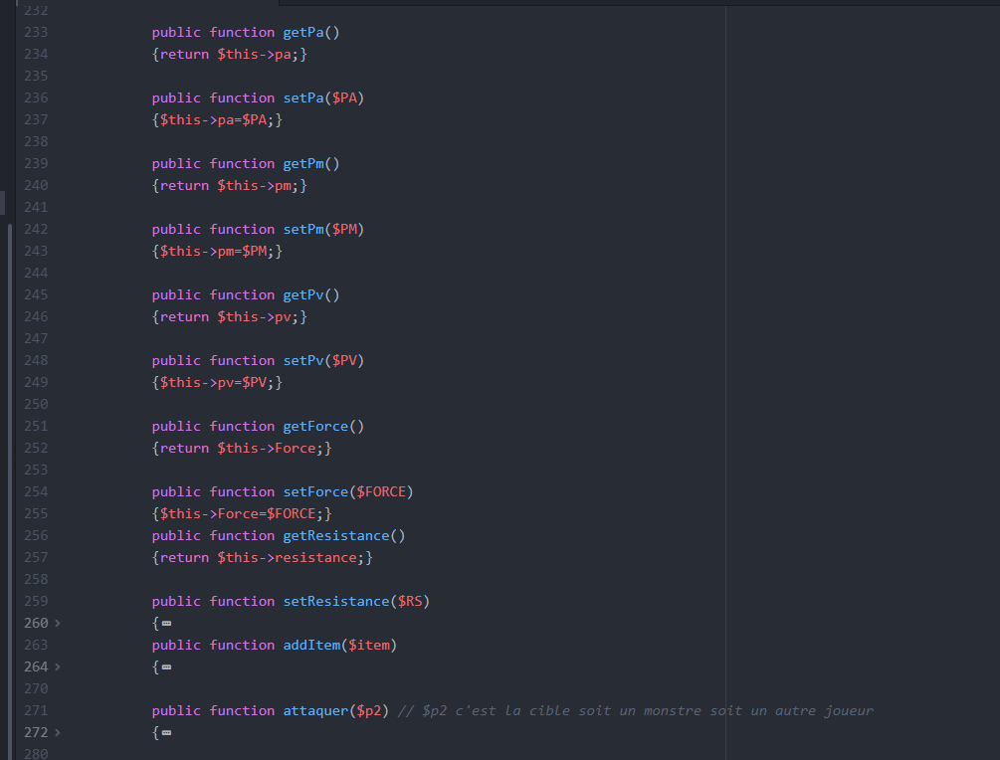 232
233 public function getPa()
234 {return $this->pa;}
235
236 public function setPa($PA)
237 {$this->pa=$PA;}
238
239 public function getPm()
240 {return $this->pm;}
241
242 public function setPm($PM)
243 {$this->pm=$PM;}
244
245 public function getPv()
246 {return $this->pv;}
247
248 public function setPv($PV)
249 {$this->pv=$PV;}
250
251 public function getForce()
252 {return $this->Force;}
253
254 public function setForce($FORCE)
255 {$this->Force=$FORCE;}
256 public function getResistance()
257 {return $this->resistance;}
258
259 public function setResistance($RS)
260 > {…
263 public function addItem($item)
264 > {…
270
271 public function attaquer($p2) // $p2 c'est la cible soit un monstre soit un autre joueur
272 > {…
280